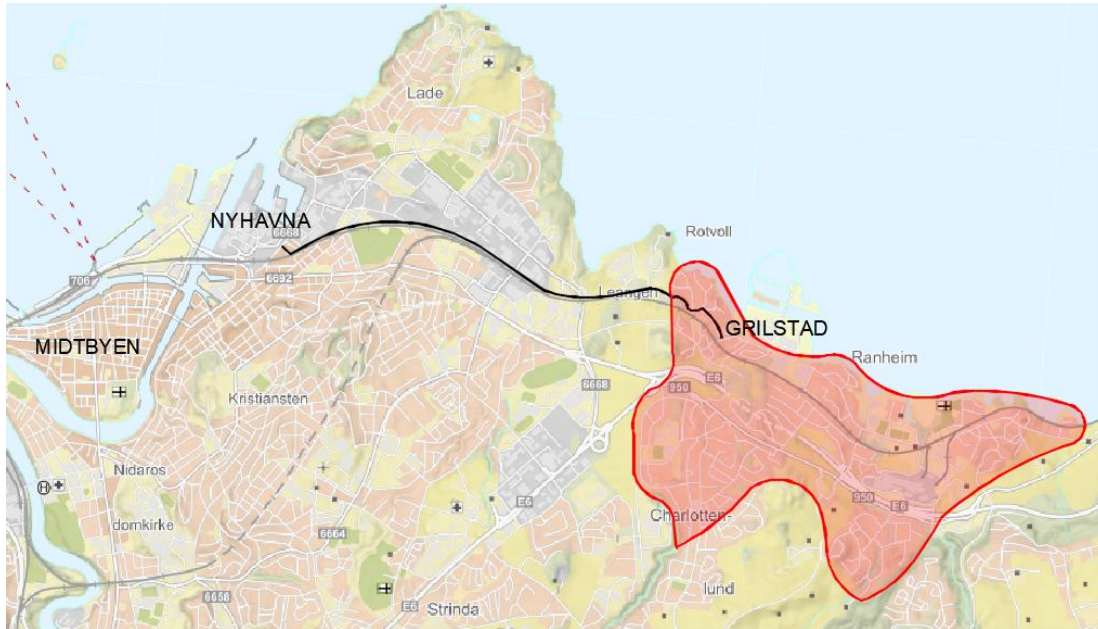 Lade
NYHAVNA
6668
Rotvoll
706
6692
Leangen
GRILSTAD
MIDTBYEN
Ranheim
950
E6
6668
Kristiansten
Nidaros
domkirke
H
E6
950
E6
Charlotten-
lund
6664
6658
E6
Strinda